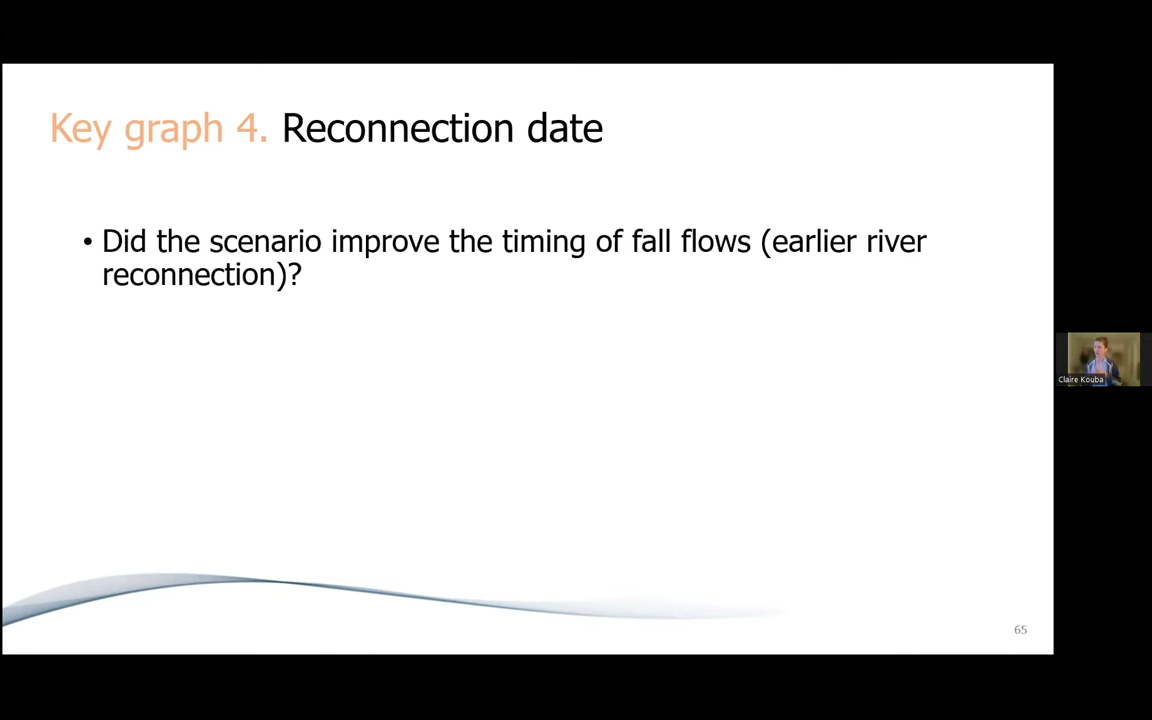 Key graph 4. Reconnection date
• Did the scenario improve the timing of fall flows (earlier river
reconnection)?
Claire Kouba
65